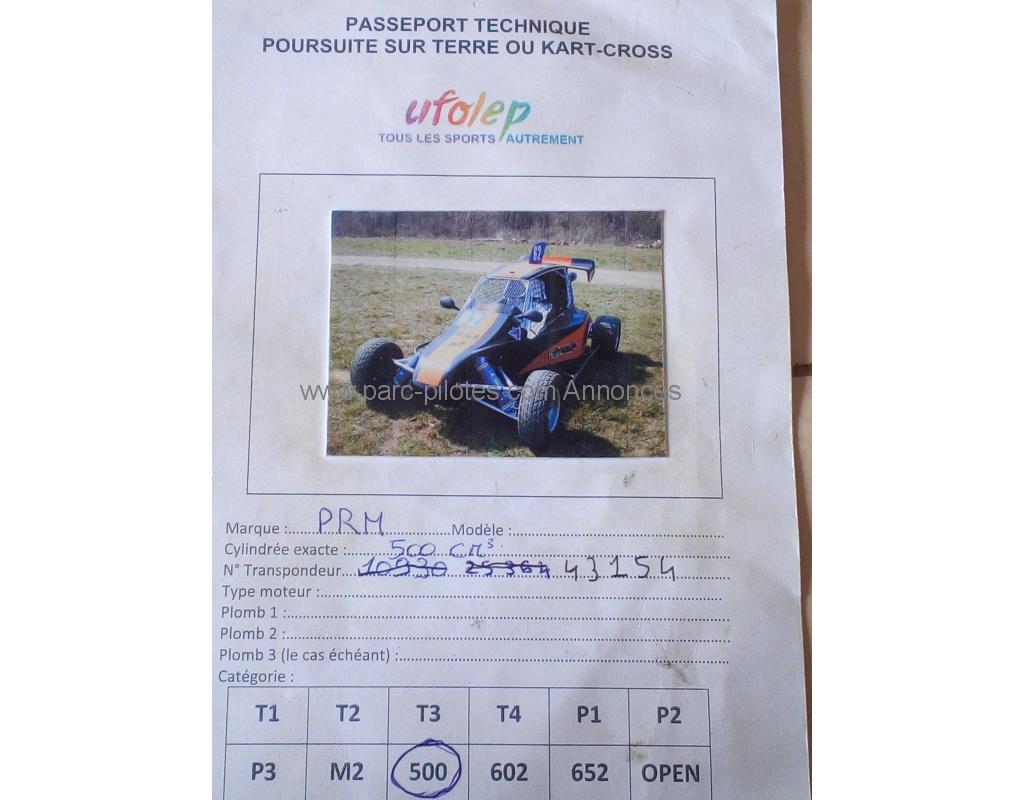 PASSEPORT TECHNIQUE
POURSUITE SUR TERRE OU KART-CROSS
ufolep
TOUS LES SPORTS AUTREMENT
62
www.parc-pilotes.com Annonces
Marque :......PRM..................Modèle :..............................................
Cylindrée exacte :.........500 cm³..............................................
N° Transpondeur....10930 25364 43154
Type moteur :..............................................
Plomb 1 :..............................................
Plomb 2 :..............................................
Plomb 3 (le cas échéant) :..............................................
Catégorie :
T1 T2 T3 T4 P1 P2
P3 M2 500 602 652 OPEN